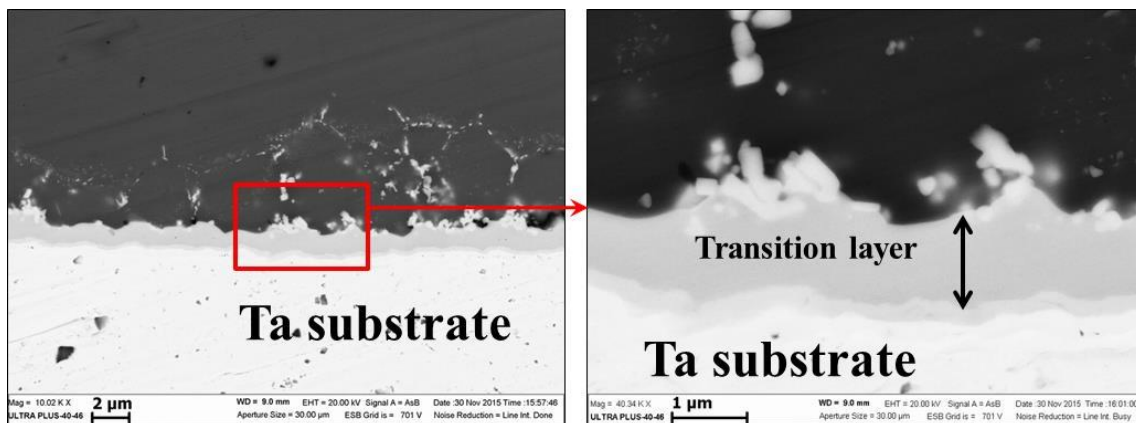 Ta substrate
Mag = 10.02 K X
ULTRA PLUS-40-46
2 µm
WD = 9.0 mm
EHT = 20.00 kV
Signal A = AsB
Date :30 Nov 2015 Time :15:57:46
Aperture Size = 30.00 µm
ESB Grid is = 701 V
Noise Reduction = Line Int. Done
Transition layer
Ta substrate
Mag = 40.34 K X
ULTRA PLUS-40-46
1 µm
WD = 9.0 mm
EHT = 20.00 kV
Signal A = AsB
Date :30 Nov 2015 Time :16:01:00
Aperture Size = 30.00 µm
ESB Grid is = 701 V
Noise Reduction = Line Int. Busy